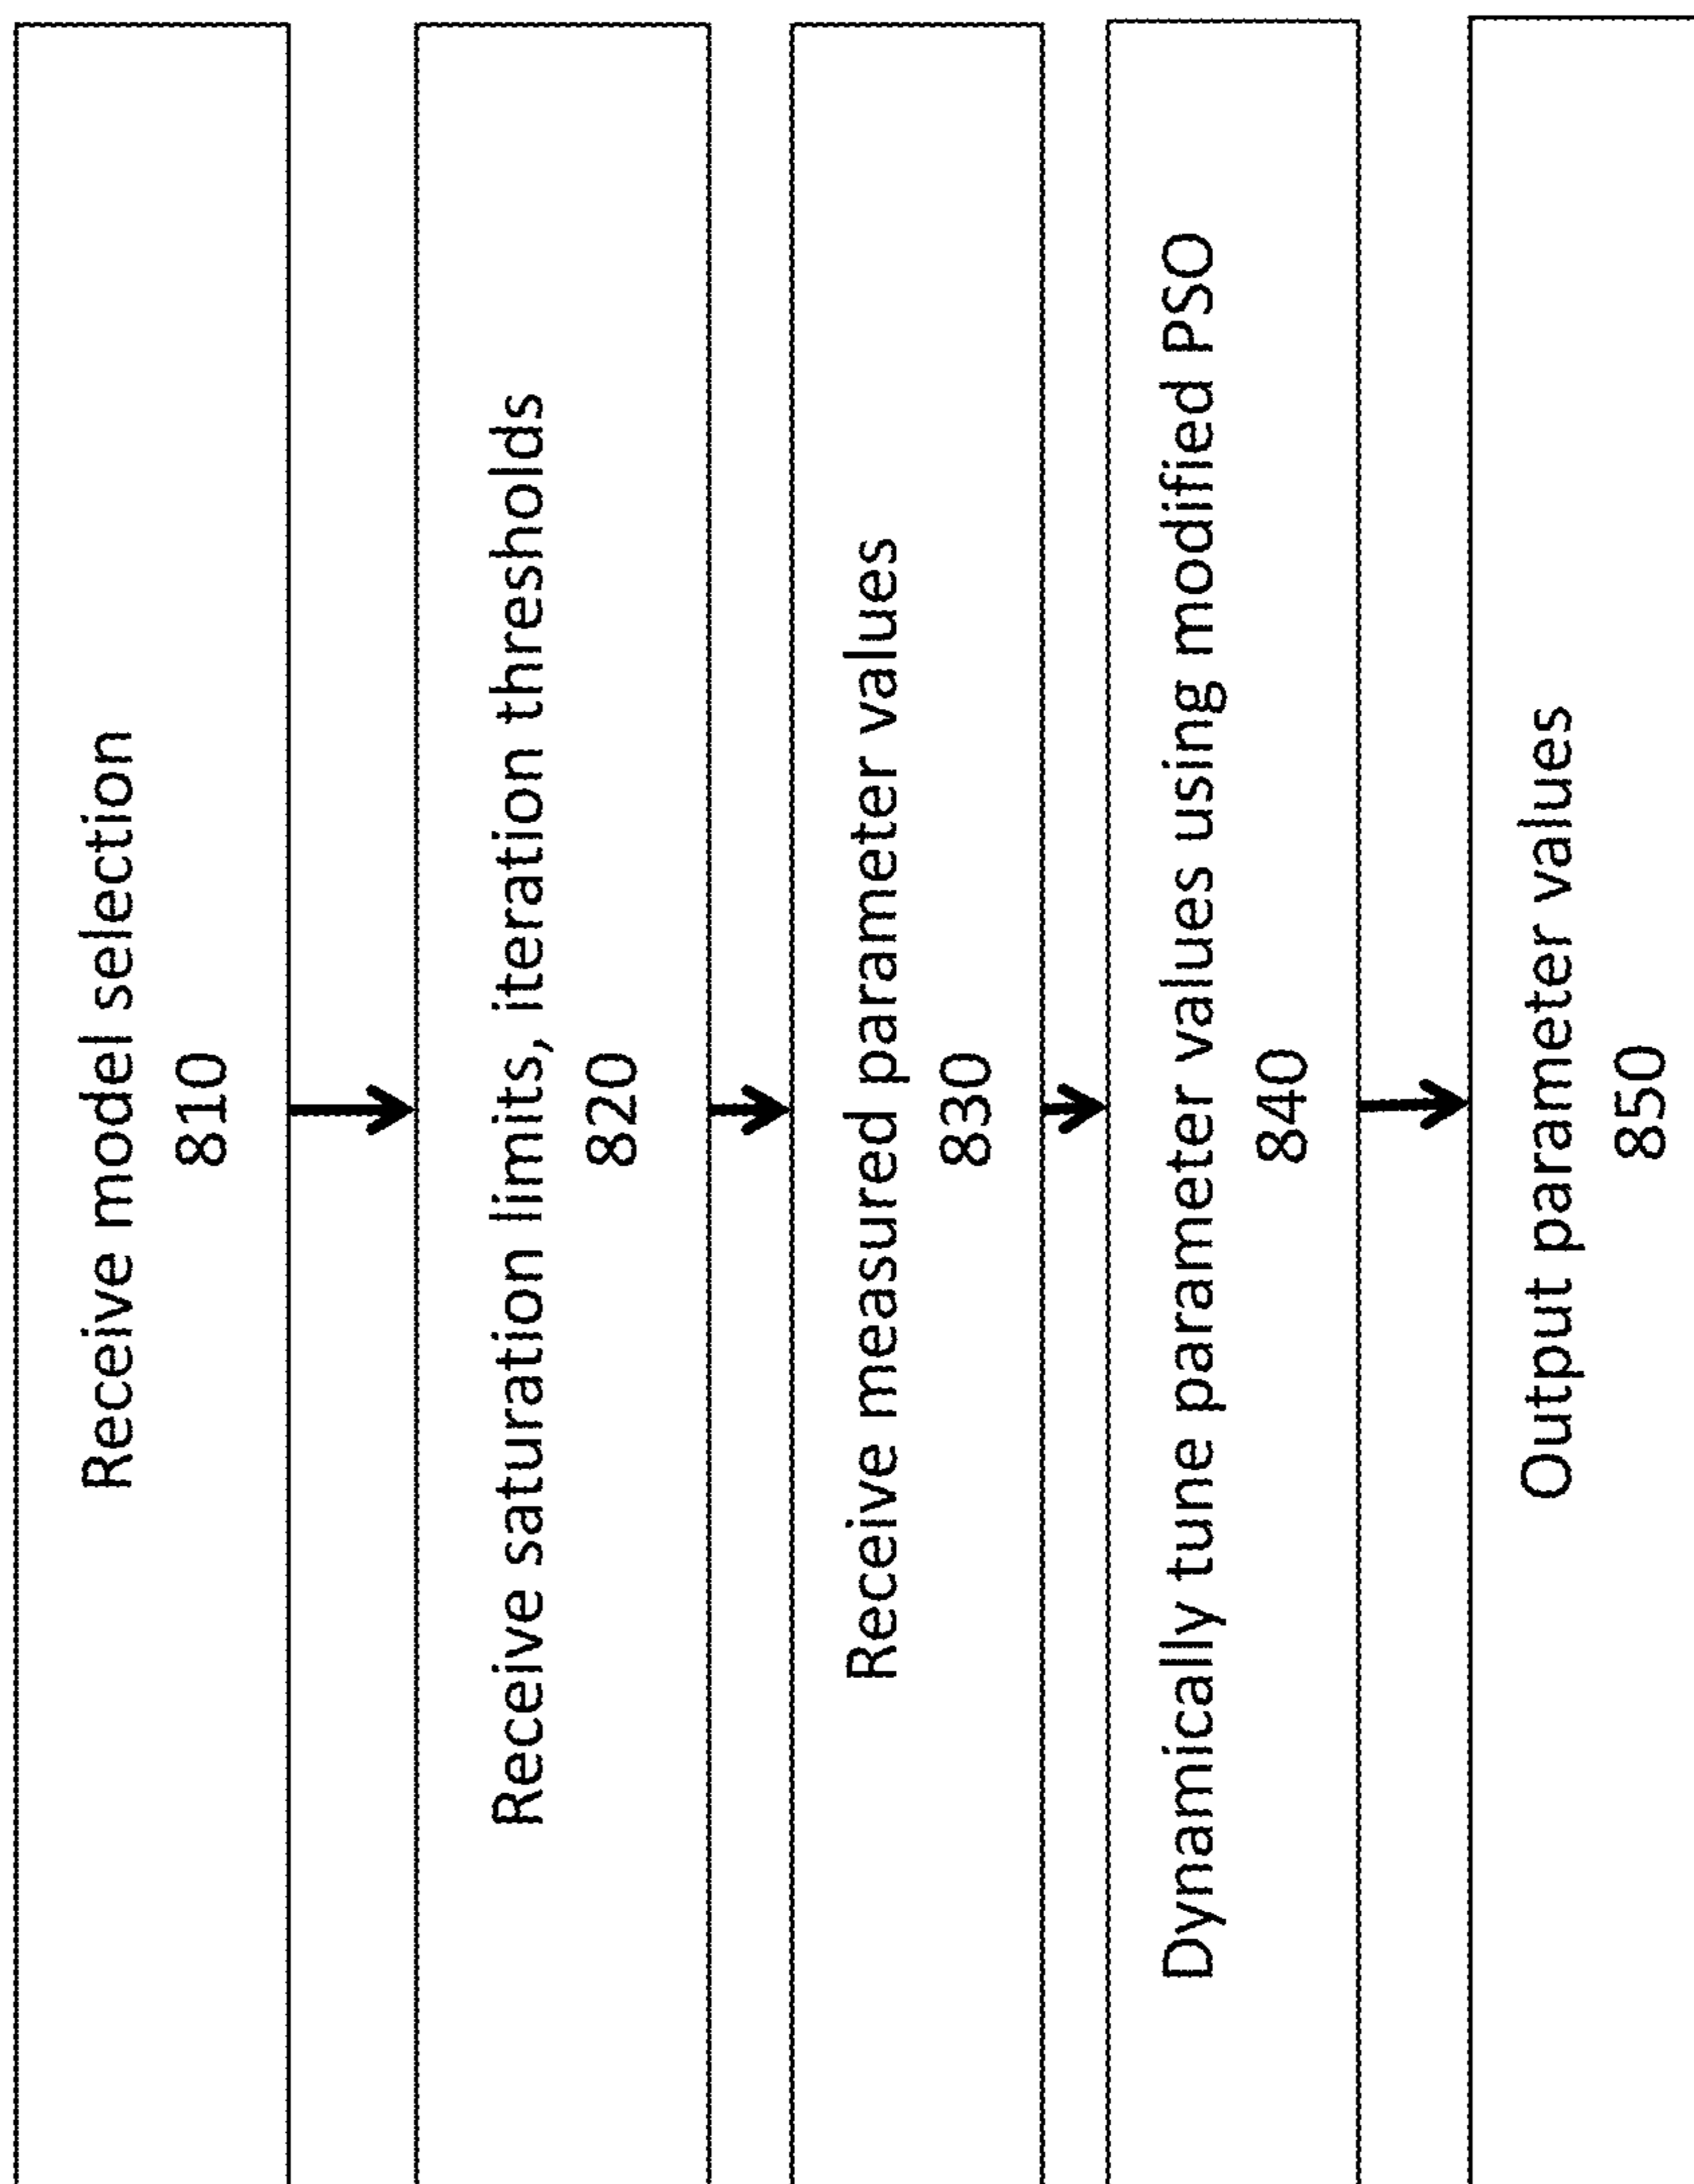 Receive model selection
810
Receive saturation limits, iteration thresholds
820
Receive measured parameter values
830
Dynamically tune parameter values using modified PSO
840
Output parameter values
850